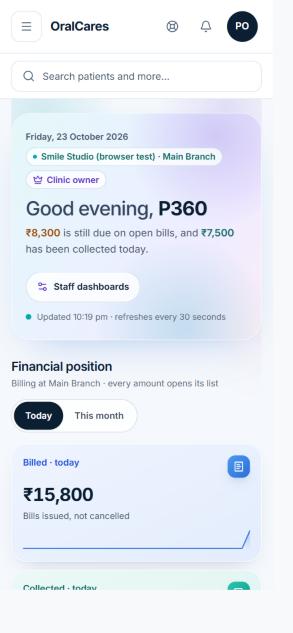 OralCares
PO
Search patients and more...
Friday, 23 October 2026
Smile Studio (browser test) · Main Branch
Clinic owner
Good evening, P360
₹8,300 is still due on open bills, and ₹7,500
has been collected today.
Staff dashboards
Updated 10:19 pm · refreshes every 30 seconds
Financial position
Billing at Main Branch · every amount opens its list
Today
This month
Billed · today
₹15,800
Bills issued, not cancelled
Collected · today